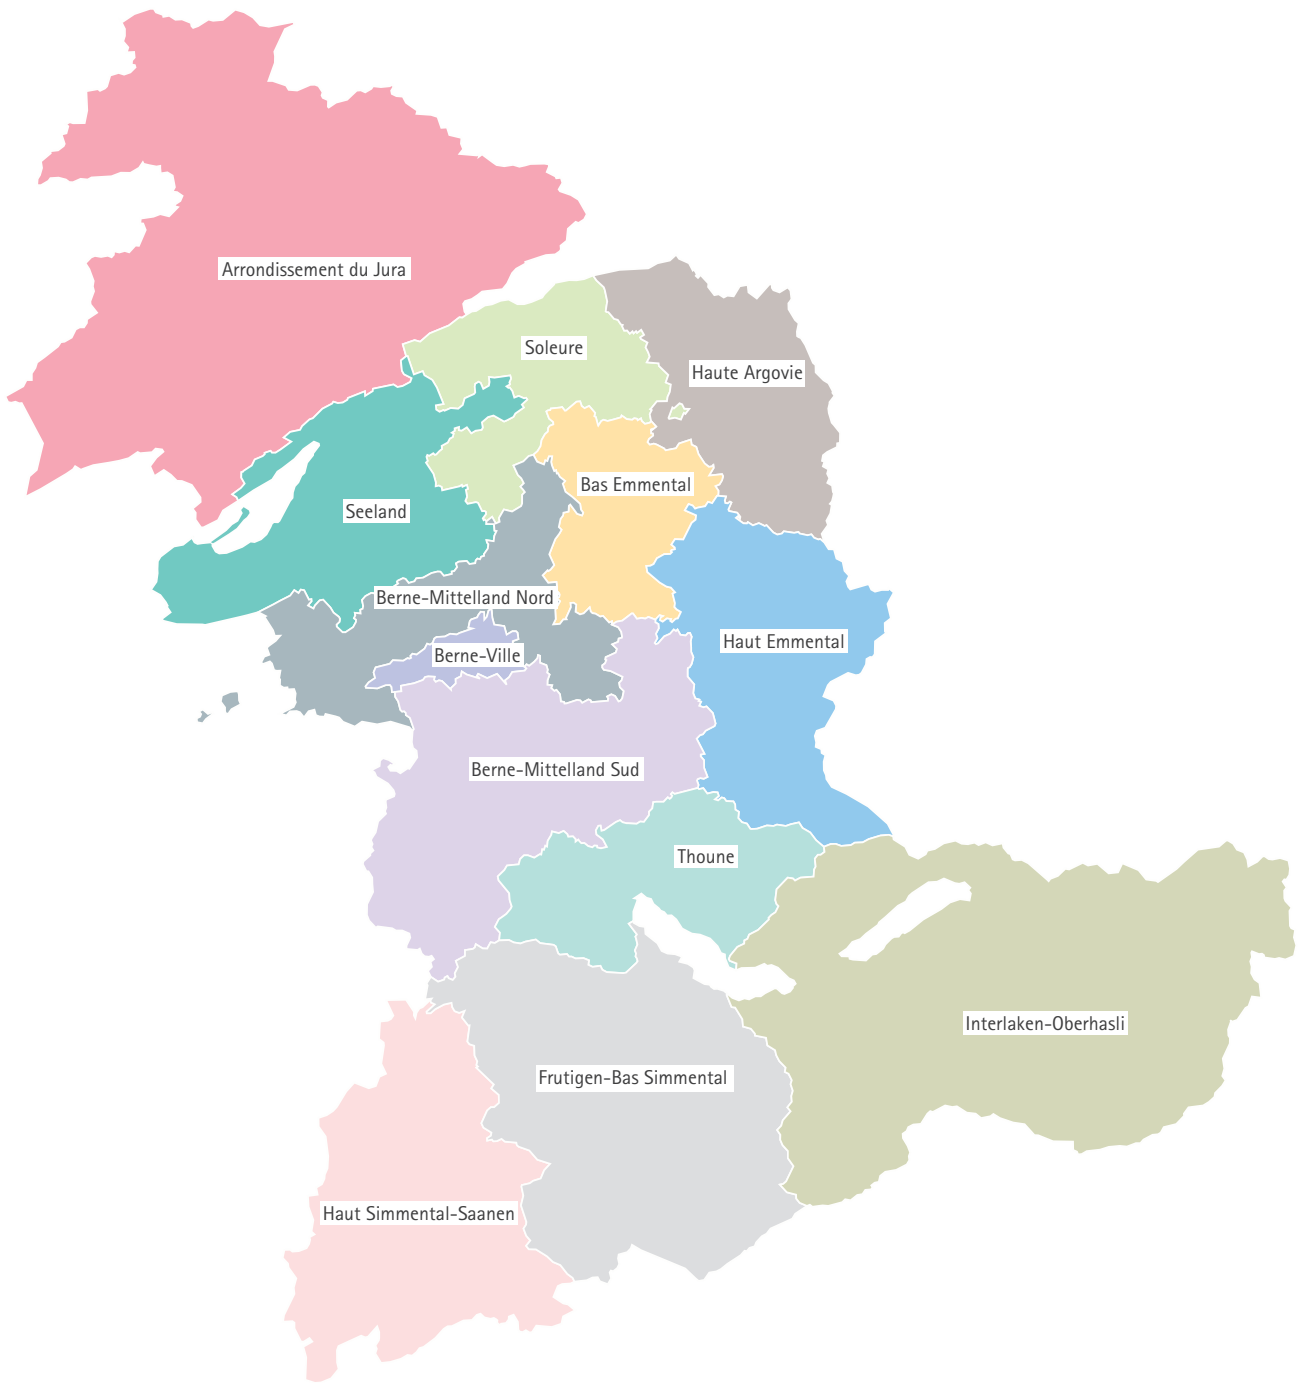 Arrondissement du Jura
Soleure
Haute Argovie
Bas Emmental
Seeland
Berne-Mittelland Nord
Haut Emmental
Berne-Ville
Berne-Mittelland Sud
Thoune
Interlaken-Oberhasli
Frutigen-Bas Simmental
Haut Simmental-Saanen